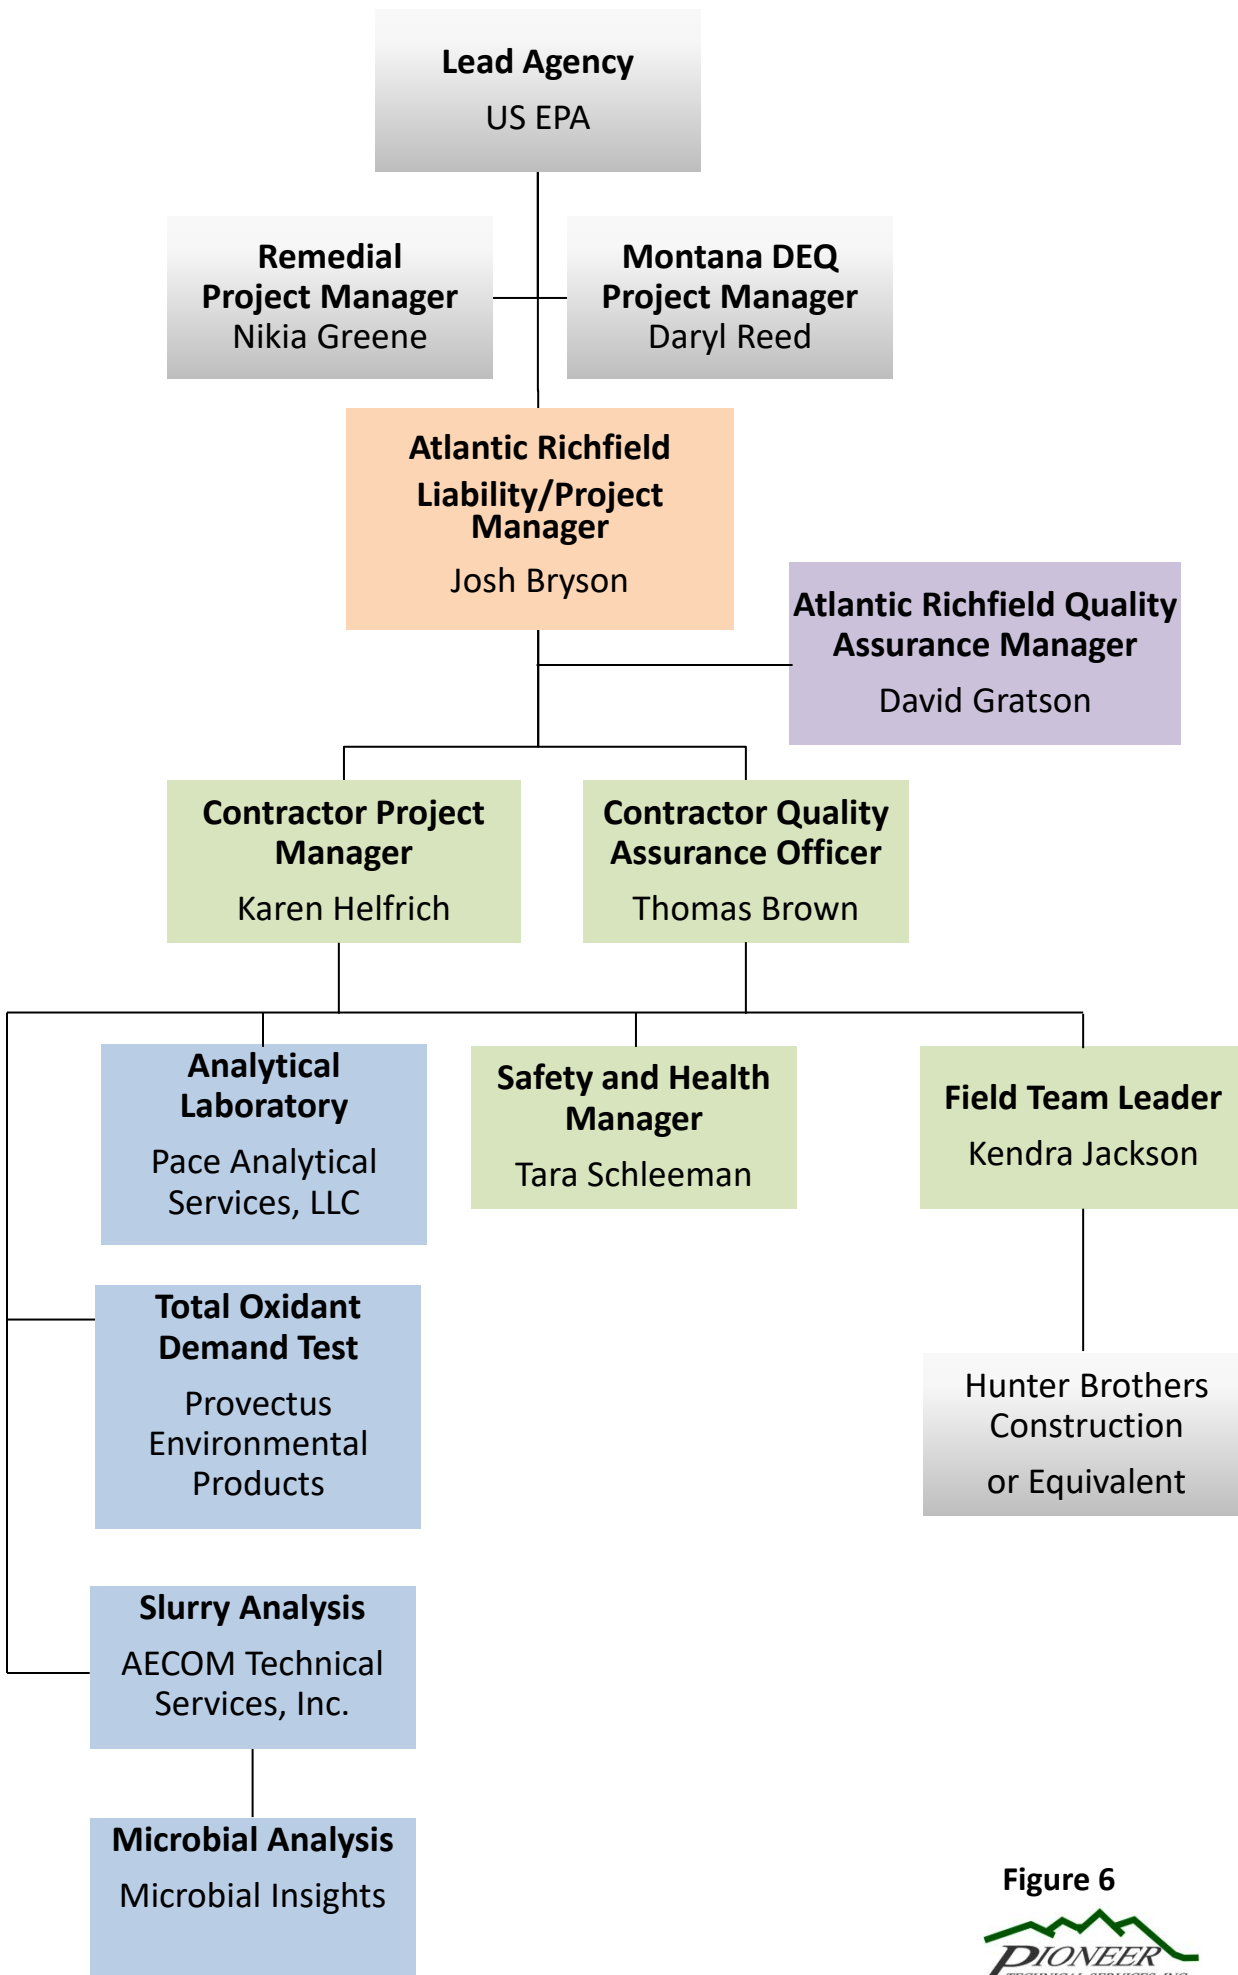 Lead Agency
US EPA
Remedial
Project Manager
Nikia Greene
Montana DEQ
Project Manager
Daryl Reed
Atlantic Richfield
Liability/Project
Manager
Josh Bryson
Atlantic Richfield Quality
Assurance Manager
David Gratson
Contractor Project
Manager
Karen Helfrich
Contractor Quality
Assurance Officer
Thomas Brown
Analytical
Laboratory
Pace Analytical
Services, LLC
Safety and Health
Manager
Tara Schleeman
Field Team Leader
Kendra Jackson
Total Oxidant
Demand Test
Provectus
Environmental
Products
Hunter Brothers
Construction
or Equivalent
Slurry Analysis
AECOM Technical
Services, Inc.
Microbial Analysis
Microbial Insights
Figure 6
PIONEER
TECHNICAL SERVICES, INC.